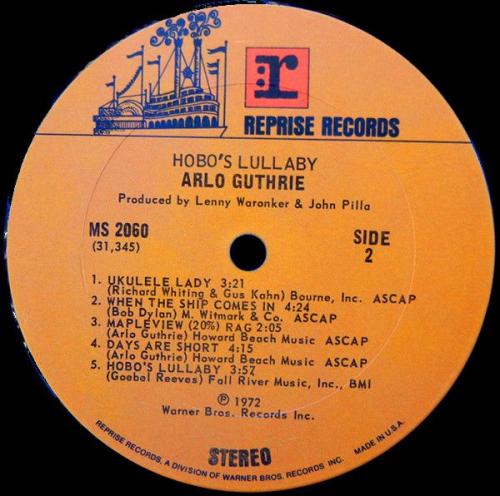 r
REPRISE RECORDS
HOBO'S LULLABY
ARLO GUTHRIE
Produced by Lenny Waronker & John Pilla
MS 2060
(31,345)
SIDE
2
1. UKULELE LADY 3:21
(Richard Whiting & Gus Kahn) Bourne, Inc. ASCAP
2. WHEN THE SHIP COMES IN 4:24
(Bob Dylan) M. Witmark & Co. ASCAP
3. MAPLEVIEW (20%) RAG 2:05
(Arlo Guthrie) Howard Beach Music ASCAP
4. DAYS ARE SHORT 4:15
(Arlo Guthrie) Howard Beach Music ASCAP
5. HOBO'S LULLABY 3:57
(Goebel Reeves) Fall River Music, Inc., BMI
℗ 1972
Warner Bros. Records Inc.
STEREO
REPRISE RECORDS, A DIVISION OF WARNER BROS. RECORDS INC. MADE IN U.S.A.